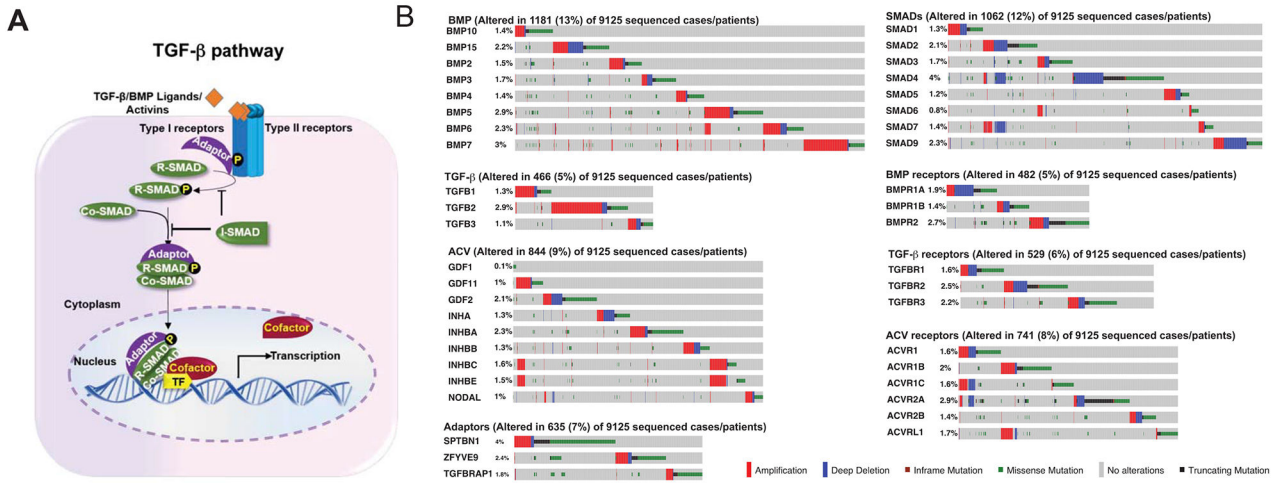 A
TGF-β pathway
TGF-β/BMP Ligands/
Activins
Type I receptors
Type II receptors
Adaptor
P
R-SMAD
R-SMAD P
Co-SMAD
I-SMAD
Adaptor
R-SMAD P
Co-SMAD
Cytoplasm
Cofactor
Adaptor
P
R-SMAD
Co-SMAD
Nucleus
Cofactor
TF
Transcription
B
BMP (Altered in 1181 (13%) of 9125 sequenced cases/patients)
BMP10 1.4%
BMP15 2.2%
BMP2 1.5%
BMP3 1.7%
BMP4 1.4%
BMP5 2.9%
BMP6 2.3%
BMP7 3%
TGF-β (Altered in 466 (5%) of 9125 sequenced cases/patients)
TGFB1 1.3%
TGFB2 2.9%
TGFB3 1.1%
ACV (Altered in 844 (9%) of 9125 sequenced cases/patients)
GDF1 0.1%
GDF11 1%
GDF2 2.1%
INHA 1.3%
INHBA 2.3%
INHBB 1.3%
INHBC 1.6%
INHBE 1.5%
NODAL 1%
Adaptors (Altered in 635 (7%) of 9125 sequenced cases/patients)
SPTBN1 4%
ZFYVE9 2.4%
TGFBRAP1 1.8%
SMADs (Altered in 1062 (12%) of 9125 sequenced cases/patients)
SMAD1 1.3%
SMAD2 2.1%
SMAD3 1.7%
SMAD4 4%
SMAD5 1.2%
SMAD6 0.8%
SMAD7 1.4%
SMAD9 2.3%
BMP receptors (Altered in 482 (5%) of 9125 sequenced cases/patients)
BMPR1A 1.9%
BMPR1B 1.4%
BMPR2 2.7%
TGF-β receptors (Altered in 529 (6%) of 9125 sequenced cases/patients)
TGFBR1 1.6%
TGFBR2 2.5%
TGFBR3 2.2%
ACV receptors (Altered in 741 (8%) of 9125 sequenced cases/patients)
ACVR1 1.6%
ACVR1B 2%
ACVR1C 1.6%
ACVR2A 2.9%
ACVR2B 1.4%
ACVRL1 1.7%
Amplification Deep Deletion Inframe Mutation Missense Mutation No alterations Truncating Mutation